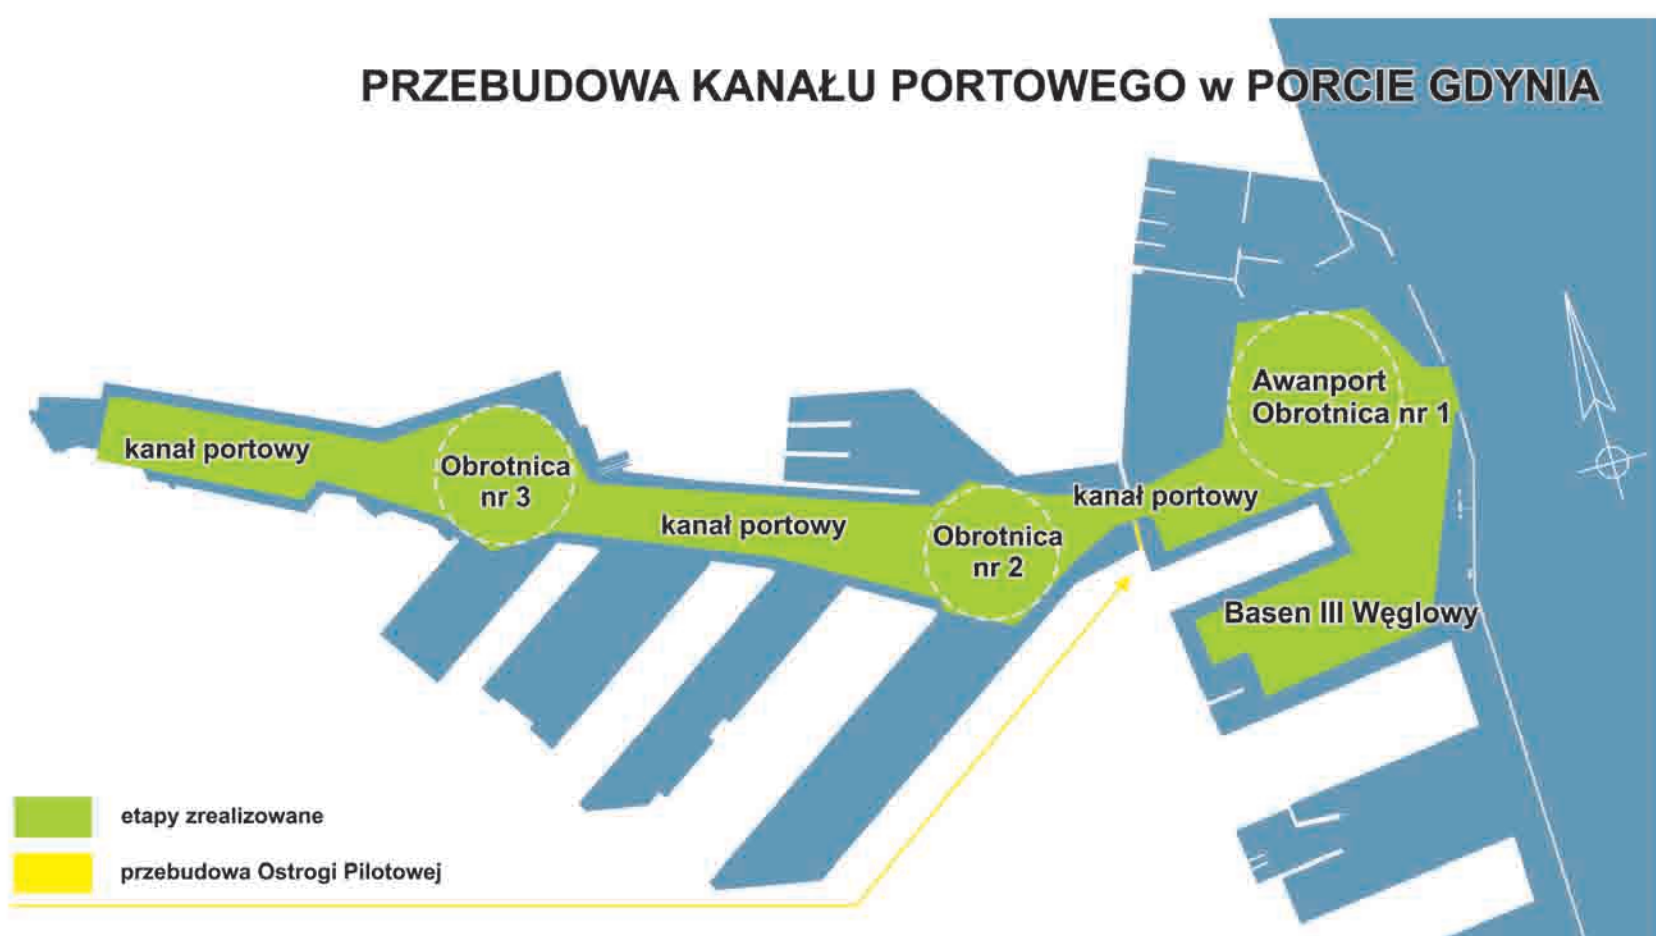 PRZEBUDOWA KANAŁU PORTOWEGO w PORCIE GDYNIA
Awanport
Obrotnica nr 1
kanał portowy
Obrotnica
nr 3
kanał portowy
kanał portowy
Obrotnica
nr 2
Basen III Węglowy
etapy zrealizowane
przebudowa Ostrogi Pilotowej